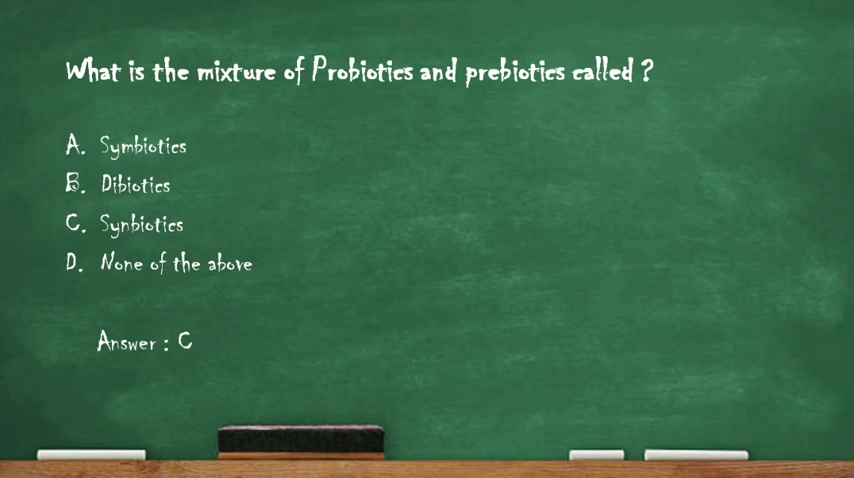 What is the mixture of Probiotics and prebiotics called ?
A. Symbiotics
B. Dibiotics
C. Synbiotics
D. None of the above
Answer : C